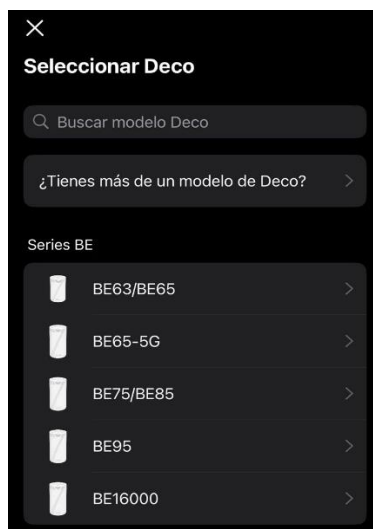 Seleccionar Deco
Buscar modelo Deco
¿Tienes más de un modelo de Deco?
Series BE
BE63/BE65
BE65-5G
BE75/BE85
BE95
BE16000